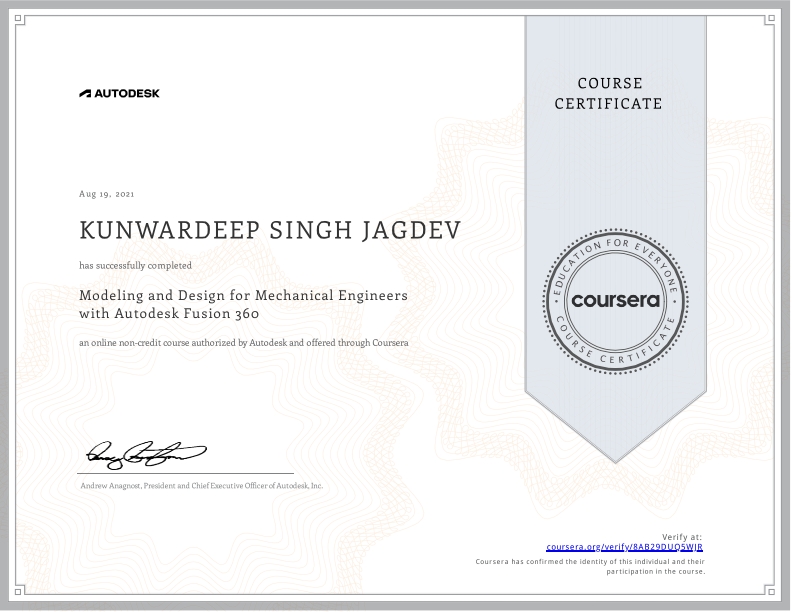 AUTODESK
COURSE
CERTIFICATE
Aug 19, 2021
KUNWARDEEP SINGH JAGDEV
has successfully completed
Modeling and Design for Mechanical Engineers
with Autodesk Fusion 360
an online non-credit course authorized by Autodesk and offered through Coursera
EDUCATION FOR EVERYONE
coursera
COURSE CERTIFICATE
Andrew Anagnost, President and Chief Executive Officer of Autodesk, Inc.
Verify at:
coursera.org/verify/8AB29DUQ5WJR
Coursera has confirmed the identity of this individual and their
participation in the course.